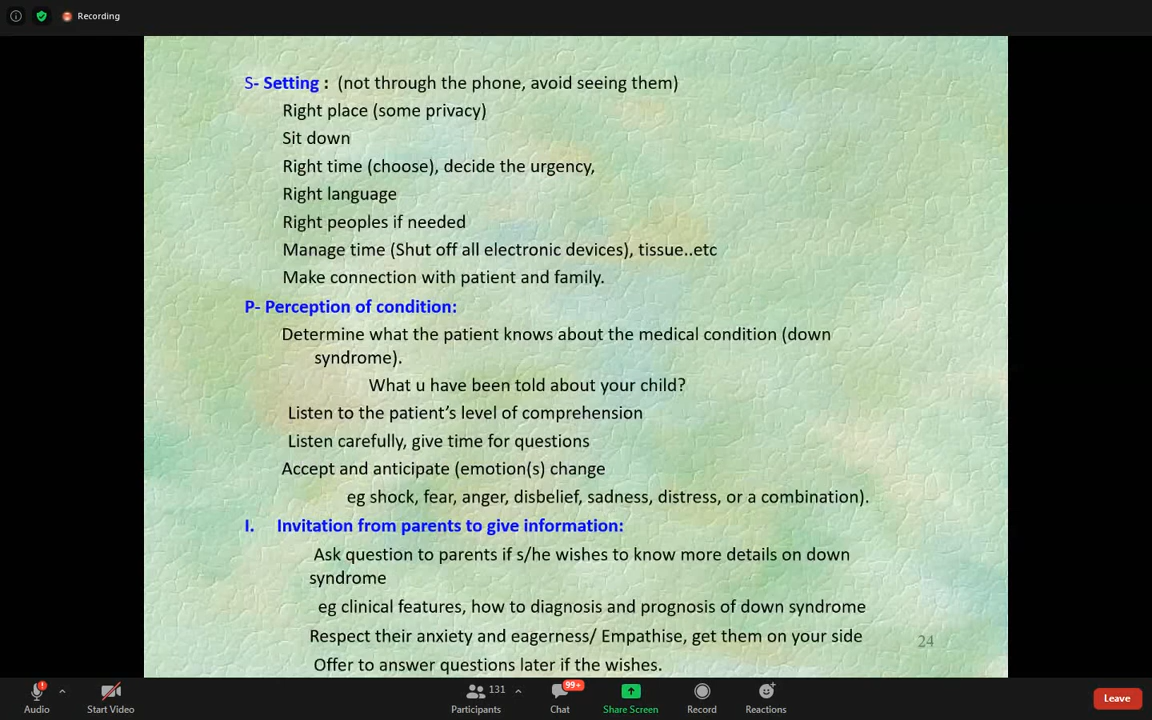 Recording
S- Setting : (not through the phone, avoid seeing them)
Right place (some privacy)
Sit down
Right time (choose), decide the urgency,
Right language
Right peoples if needed
Manage time (Shut off all electronic devices), tissue..etc
Make connection with patient and family.
P- Perception of condition:
Determine what the patient knows about the medical condition (down
syndrome).
What u have been told about your child?
Listen to the patient’s level of comprehension
Listen carefully, give time for questions
Accept and anticipate (emotion(s) change
eg shock, fear, anger, disbelief, sadness, distress, or a combination).
I. Invitation from parents to give information:
Ask question to parents if s/he wishes to know more details on down
syndrome
eg clinical features, how to diagnosis and prognosis of down syndrome
Respect their anxiety and eagerness/ Empathise, get them on your side
24
Offer to answer questions later if the wishes.
131
99+
Audio
Start Video
Participants
Chat
Share Screen
Record
Reactions
Leave